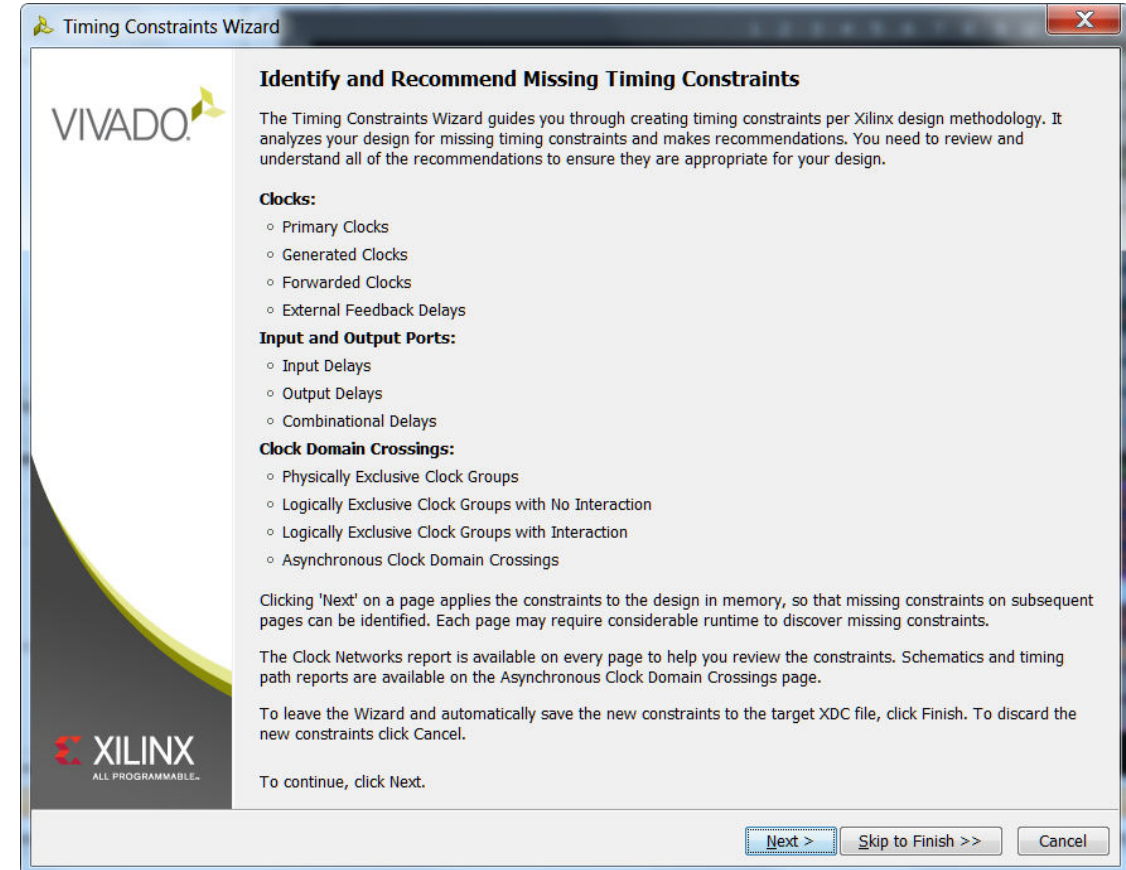 Timing Constraints Wizard
X
VIVADO.
Identify and Recommend Missing Timing Constraints
The Timing Constraints Wizard guides you through creating timing constraints per Xilinx design methodology. It
analyzes your design for missing timing constraints and makes recommendations. You need to review and
understand all of the recommendations to ensure they are appropriate for your design.
Clocks:
◦ Primary Clocks
◦ Generated Clocks
◦ Forwarded Clocks
◦ External Feedback Delays
Input and Output Ports:
◦ Input Delays
◦ Output Delays
◦ Combinational Delays
Clock Domain Crossings:
◦ Physically Exclusive Clock Groups
◦ Logically Exclusive Clock Groups with No Interaction
◦ Logically Exclusive Clock Groups with Interaction
◦ Asynchronous Clock Domain Crossings
Clicking 'Next' on a page applies the constraints to the design in memory, so that missing constraints on subsequent
pages can be identified. Each page may require considerable runtime to discover missing constraints.
The Clock Networks report is available on every page to help you review the constraints. Schematics and timing
path reports are available on the Asynchronous Clock Domain Crossings page.
To leave the Wizard and automatically save the new constraints to the target XDC file, click Finish. To discard the
new constraints click Cancel.
To continue, click Next.
XILINX
ALL PROGRAMMABLE™
Next >
Skip to Finish >>
Cancel